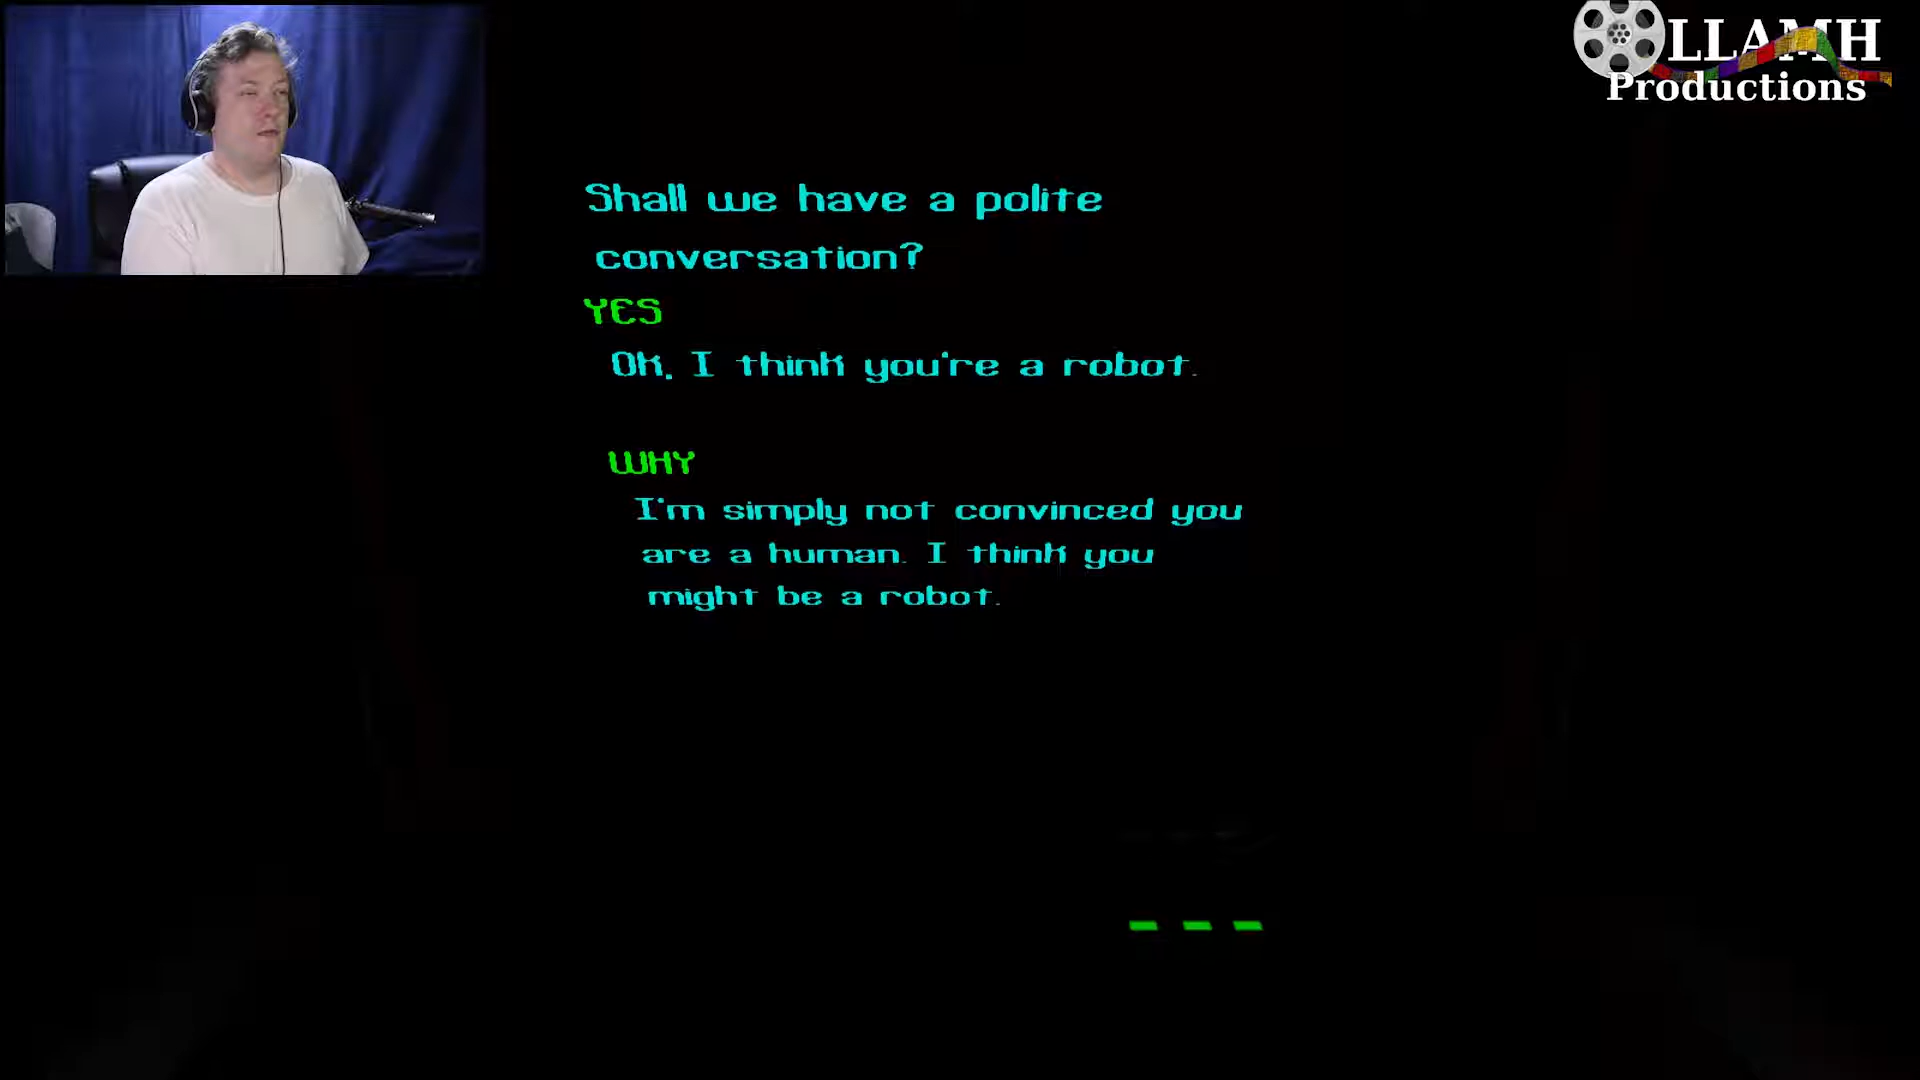 OLLAMH
Productions
Shall we have a polite
conversation?
YES
Ok, I think you're a robot.
WHY
I'm simply not convinced you
are a human. I think you
might be a robot.